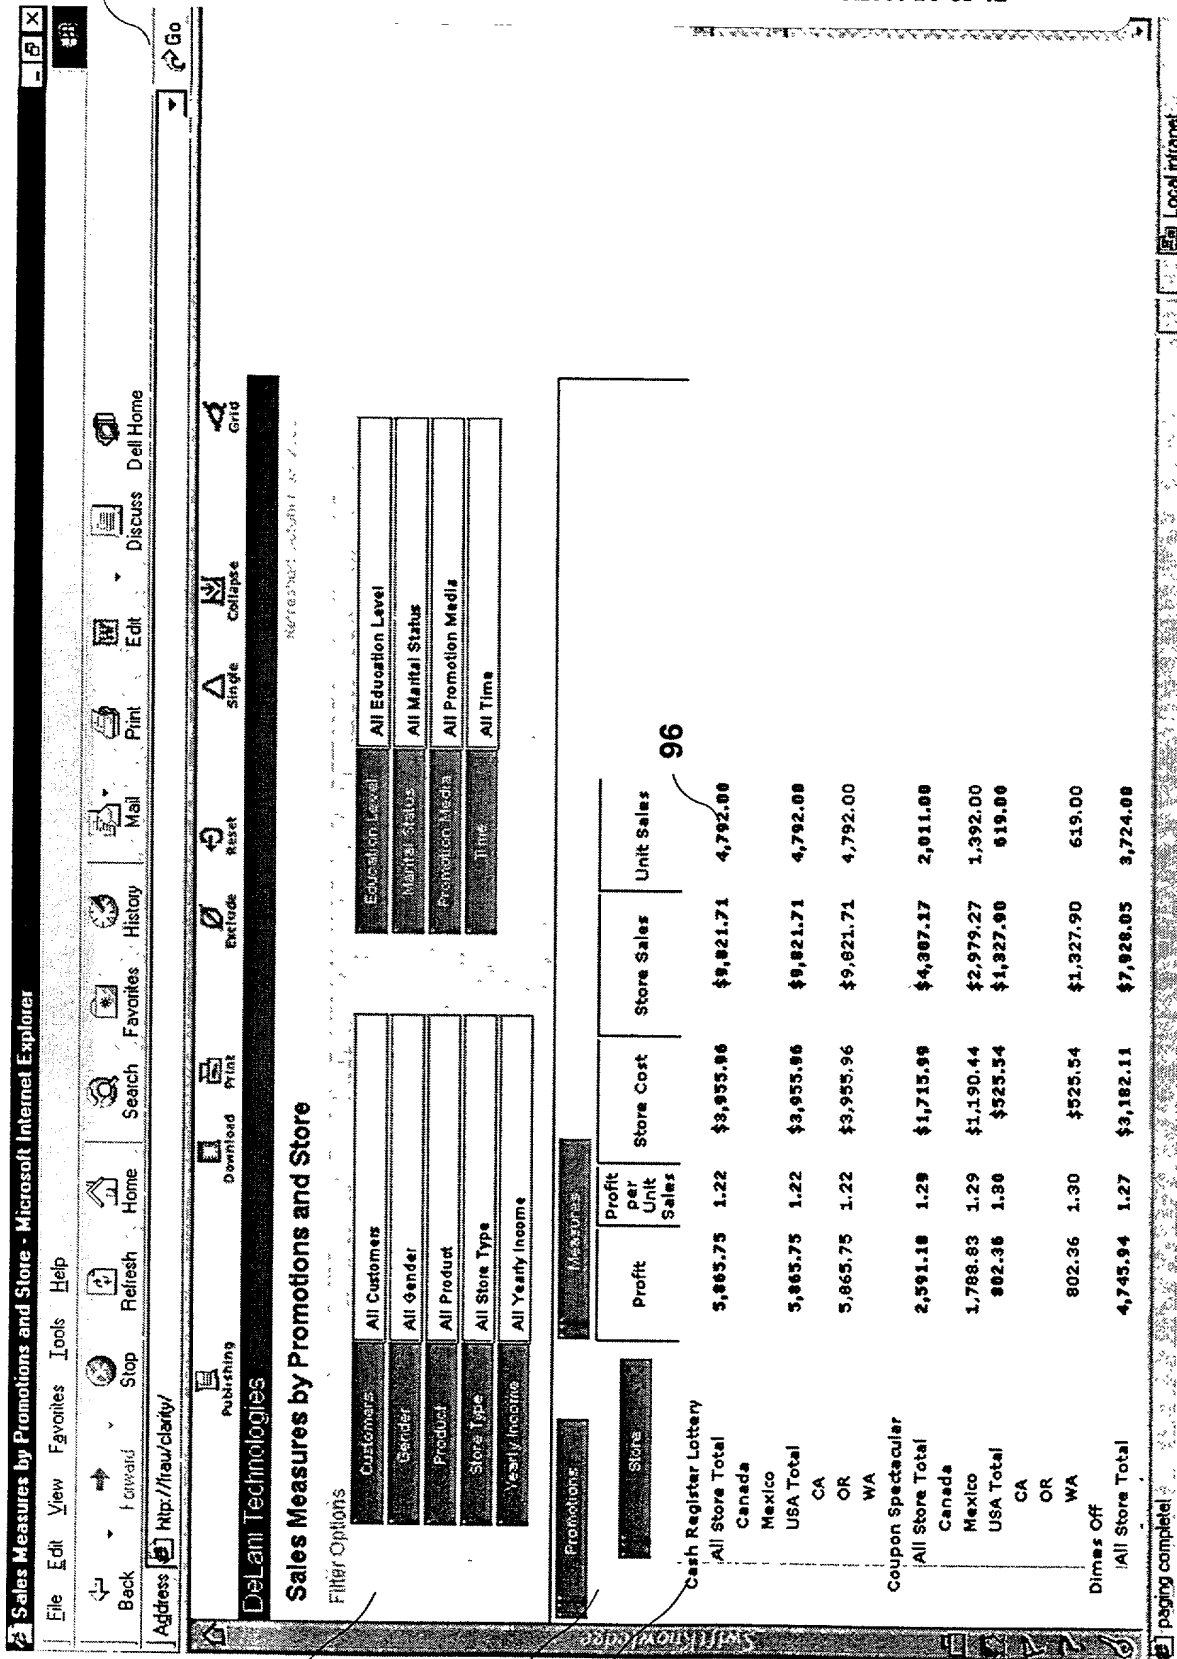 Sales Measures by Promotions and Store - Microsoft Internet Explorer
File Edit View Favorites Tools Help
Back Forward Stop Refresh Home Search Favorites History Mail Print Edit Discuss Dell Home
Address http://frau/clarity/ Go
Publishing Download Print Exclude Reset Single Collapse Grid
DeLani Technologies
Sales Measures by Promotions and Store
Filter Options
Customers All Customers Education Level All Education Level
Gender All Gender Marital Status All Marital Status
Product All Product Promotion Media All Promotion Media
Store Type All Store Type Time All Time
Yearly Income All Yearly Income
Promotions Measures
Store Profit Profit per Unit Sales Store Cost Store Sales Unit Sales
96
Cash Register Lottery
All Store Total 5,865.75 1.22 $3,955.96 $9,821.71 4,792.00
Canada
Mexico
USA Total 5,865.75 1.22 $3,955.96 $9,821.71 4,792.00
CA
OR 5,865.75 1.22 $3,955.96 $9,821.71 4,792.00
WA
Coupon Spectacular
All Store Total 2,591.18 1.29 $1,715.99 $4,307.17 2,011.00
Canada
Mexico 1,788.83 1.29 $1,190.44 $2,979.27 1,392.00
USA Total 802.36 1.30 $525.54 $1,327.90 619.00
CA
OR
WA 802.36 1.30 $525.54 $1,327.90 619.00
Dimes Off
All Store Total 4,745.94 1.27 $3,182.11 $7,928.05 3,724.00
SwiftKnowledge
paging complete! Local intranet